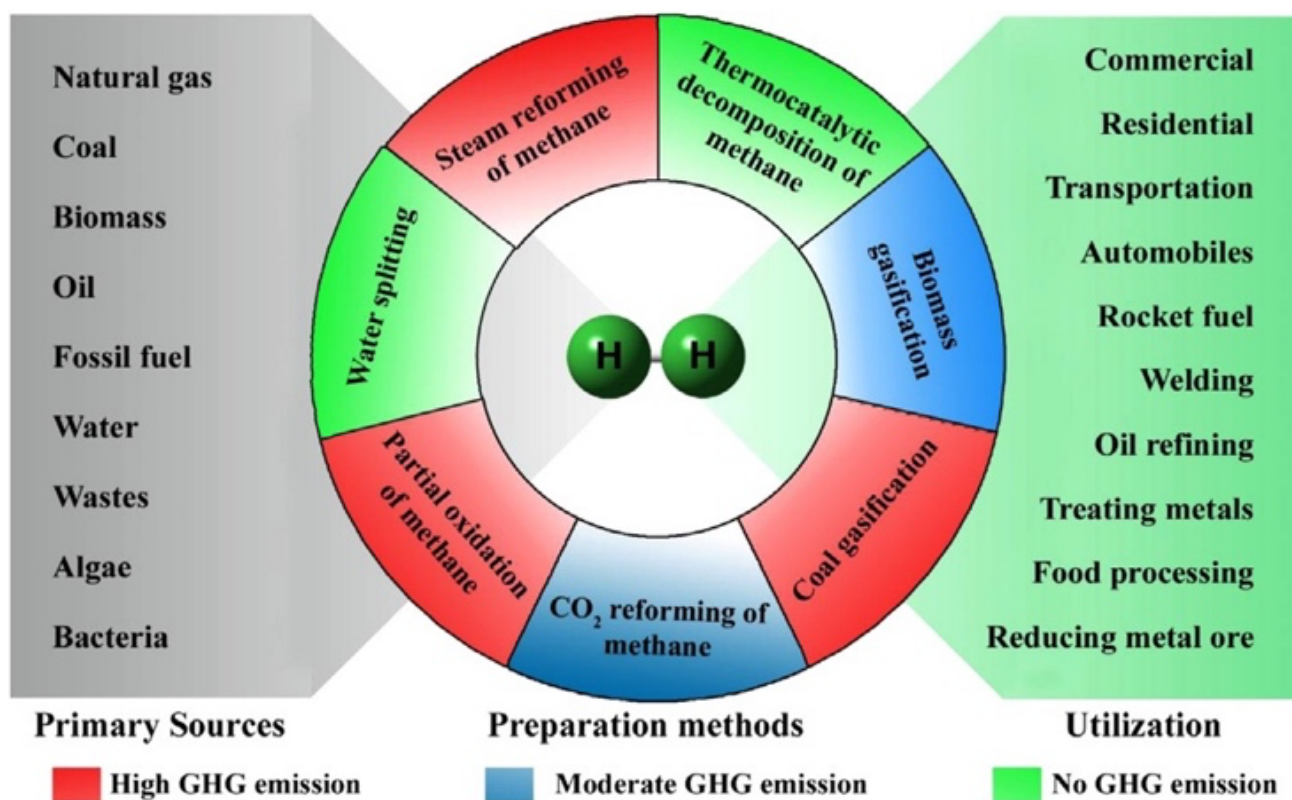 Natural gas
Coal
Biomass
Oil
Fossil fuel
Water
Wastes
Algae
Bacteria
Primary Sources
Steam reforming
of methane
Thermocatalytic
decomposition of
methane
Biomass
gasification
Coal gasification
CO₂ reforming of
methane
Partial oxidation
of methane
Water splitting
H
H
Preparation methods
Commercial
Residential
Transportation
Automobiles
Rocket fuel
Welding
Oil refining
Treating metals
Food processing
Reducing metal ore
Utilization
High GHG emission
Moderate GHG emission
No GHG emission